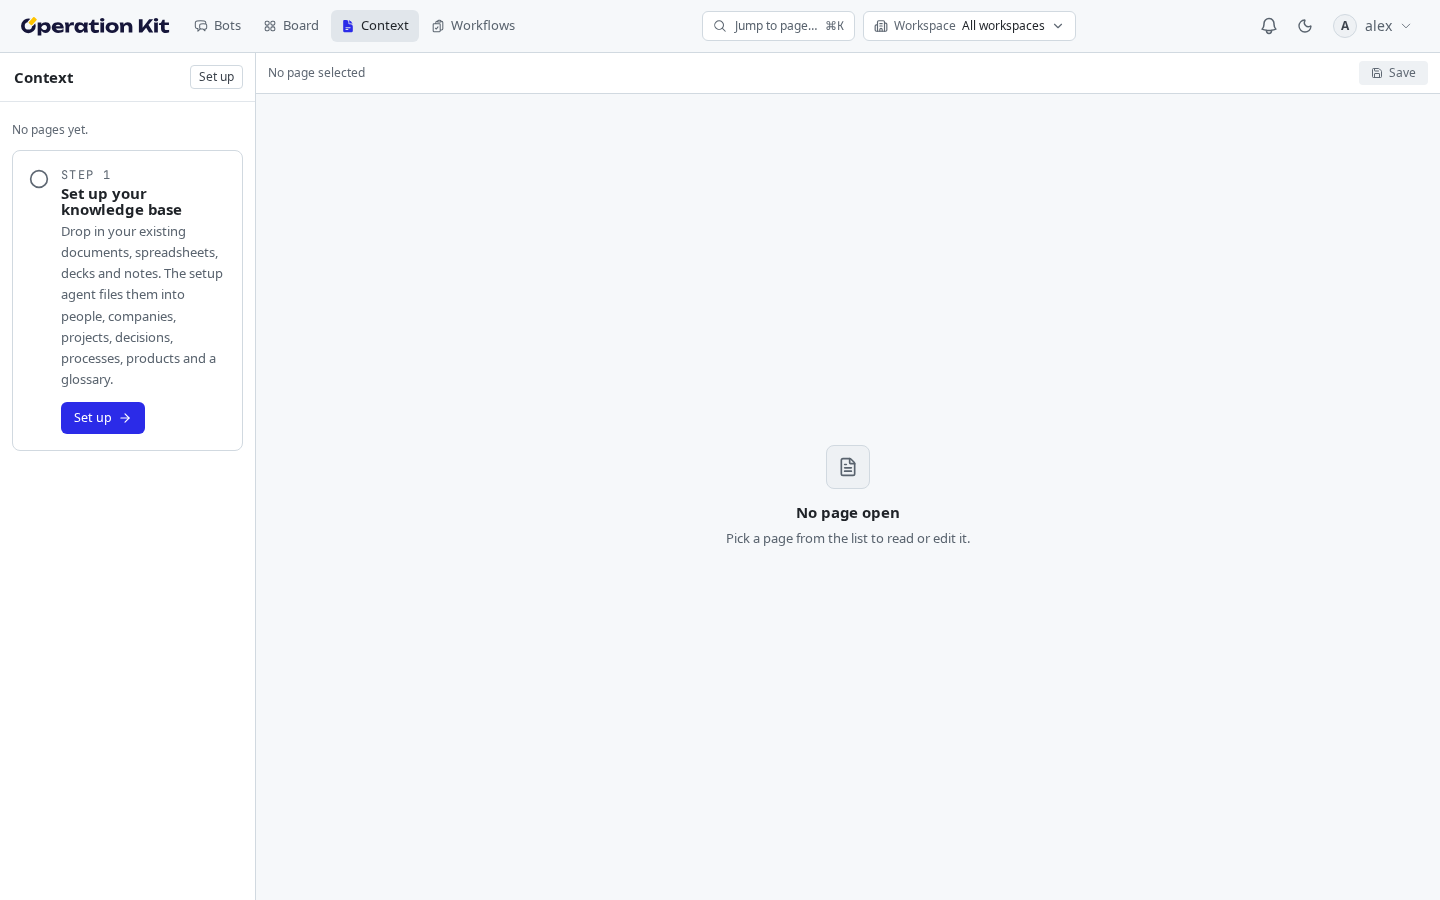 Operation Kit
Bots
Board
Context
Workflows
Jump to page... ⌘K
Workspace All workspaces
A alex
Context
Set up
No page selected
Save
No pages yet.
STEP 1
Set up your
knowledge base
Drop in your existing
documents, spreadsheets,
decks and notes. The setup
agent files them into
people, companies,
projects, decisions,
processes, products and a
glossary.
Set up →
No page open
Pick a page from the list to read or edit it.